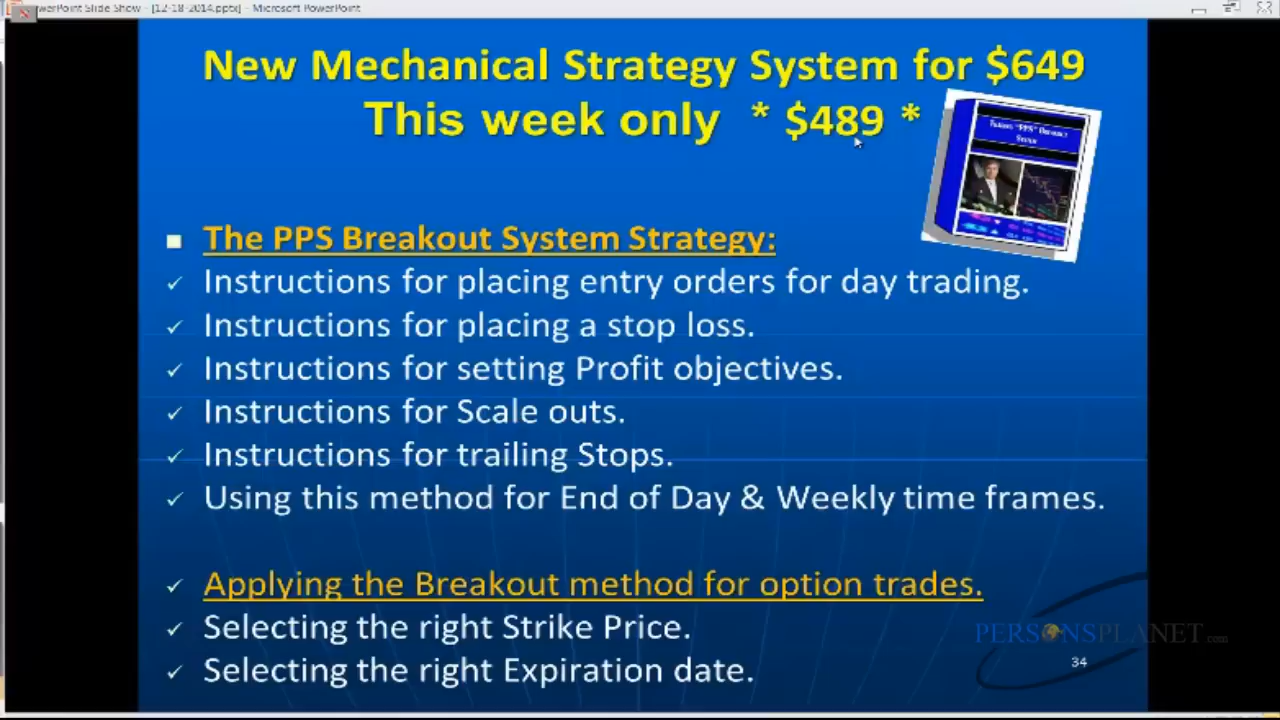 PowerPoint Slide Show - [12-18-2014.pptx] - Microsoft PowerPoint
New Mechanical Strategy System for $649
This week only * $489 *
The PPS Breakout System Strategy:
Instructions for placing entry orders for day trading.
Instructions for placing a stop loss.
Instructions for setting Profit objectives.
Instructions for Scale outs.
Instructions for trailing Stops.
Using this method for End of Day & Weekly time frames.
Applying the Breakout method for option trades.
Selecting the right Strike Price.
Selecting the right Expiration date.
PERSONSPLANET.com
34